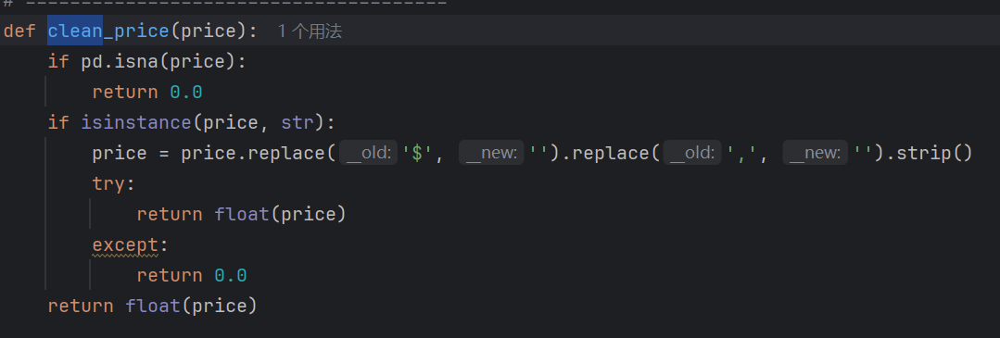 # --------------------------------------
def clean_price(price): 1 个用法
    if pd.isna(price):
        return 0.0
    if isinstance(price, str):
        price = price.replace(__old: '$', __new: '').replace(__old: ',', __new: '').strip()
        try:
            return float(price)
        except:
            return 0.0
    return float(price)